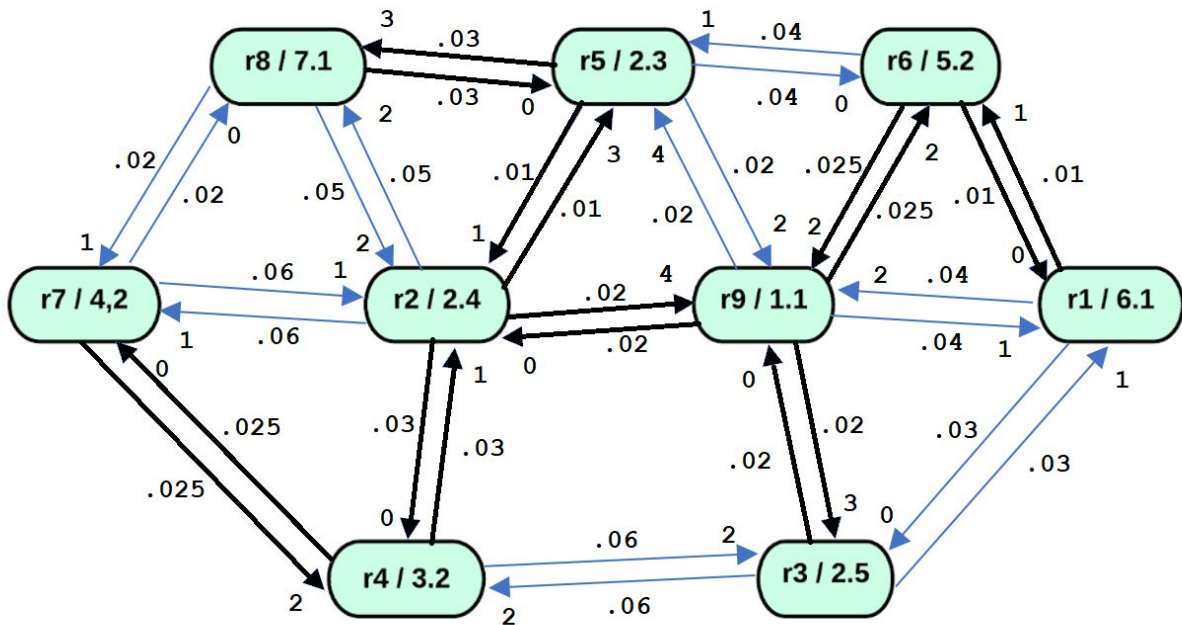 3 .03 1 .04
r8 / 7.1 r5 / 2.3 r6 / 5.2
.03 0 2 .04 0 1
0 .02 .02 3 4 .02 .025 2 .01
.05 .05 .01 .01 .02 .025 .01
1 2 1 2 2 0
.06 1 4 2 .04
r7 / 4,2 r2 / 2.4 .02 r9 / 1.1 r1 / 6.1
1 .06 .02 .04 1
0 0 0 1
1
.025 .03 .03 .02 .02 .03 .03
.025
0 3 0
.06 2
r4 / 3.2 r3 / 2.5
2 2 .06